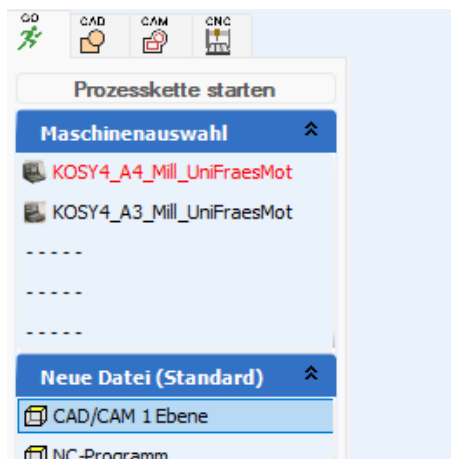 GO CAD CAM CNC
Prozesskette starten
Maschinenauswahl
KOSY4_A4_Mill_UniFraesMot
KOSY4_A3_Mill_UniFraesMot
- - - - -
- - - - -
- - - - -
Neue Datei (Standard)
CAD/CAM 1 Ebene
NC-Programm